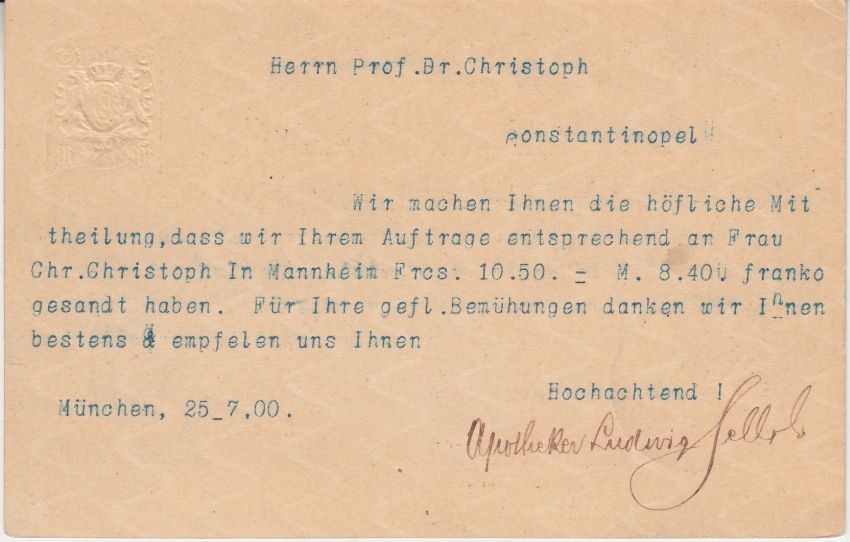 Herrn Prof.Dr.Christoph
Constantinopel
Wir machen Ihnen die höfliche Mit
theilung,dass wir Ihrem Auftrage entsprechend an Frau
Chr.Christoph In Mannheim Frcs. 10.50. = M. 8.40 franko
gesandt haben. Für Ihre gefl.Bemühungen danken wir Ihnen
bestens & empfelen uns Ihnen
Hochachtend !
München, 25_7.00.
Apotheker Ludwig